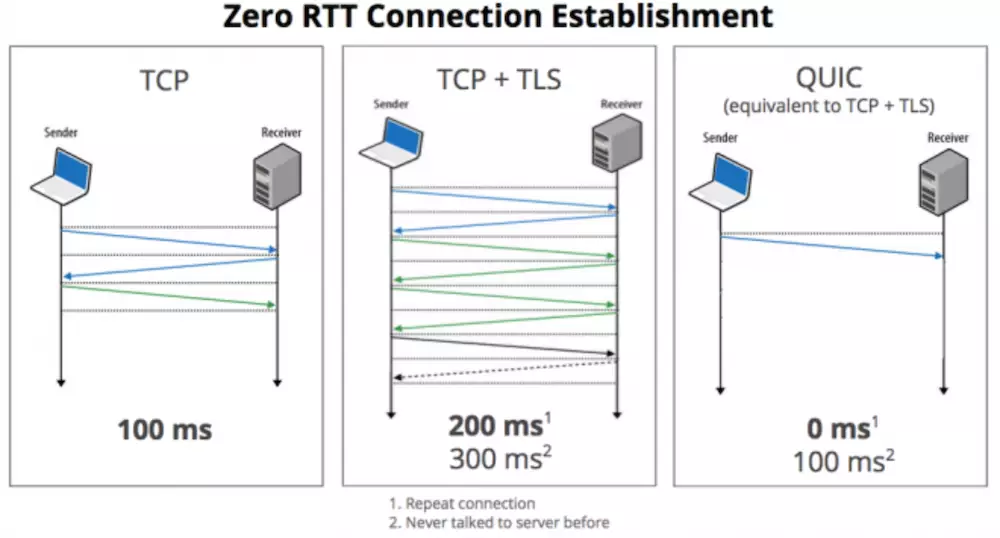 Zero RTT Connection Establishment
TCP
Sender
Receiver
100 ms
TCP + TLS
Sender
Receiver
200 ms1
300 ms2
QUIC
(equivalent to TCP + TLS)
Sender
Receiver
0 ms1
100 ms2
1. Repeat connection
2. Never talked to server before